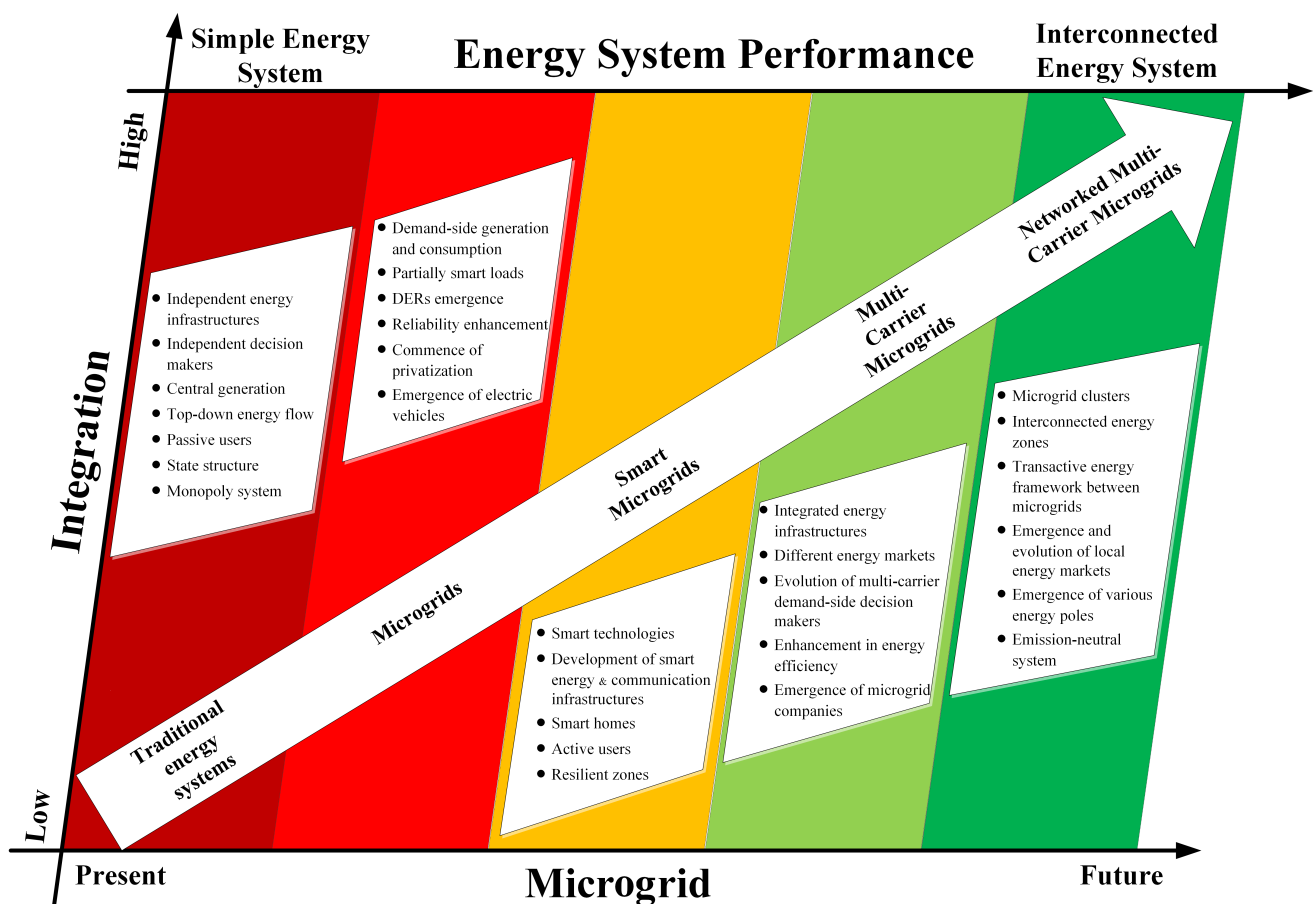 Simple Energy
System
Energy System Performance
Interconnected
Energy System
High
Integration
Low
● Independent energy
infrastructures
● Independent decision
makers
● Central generation
● Top-down energy flow
● Passive users
● State structure
● Monopoly system
● Demand-side generation
and consumption
● Partially smart loads
● DERs emergence
● Reliability enhancement
● Commence of
privatization
● Emergence of electric
vehicles
● Smart technologies
● Development of smart
energy & communication
infrastructures
● Smart homes
● Active users
● Resilient zones
● Integrated energy
infrastructures
● Different energy markets
● Evolution of multi-carrier
demand-side decision
makers
● Enhancement in energy
efficiency
● Emergence of microgrid
companies
● Microgrid clusters
● Interconnected energy
zones
● Transactive energy
framework between
microgrids
● Emergence and
evolution of local
energy markets
● Emergence of various
energy poles
● Emission-neutral
system
Traditional
energy
systems
Microgrids
Smart
Microgrids
Multi-
Carrier
Microgrids
Networked Multi-
Carrier Microgrids
Present
Microgrid
Future